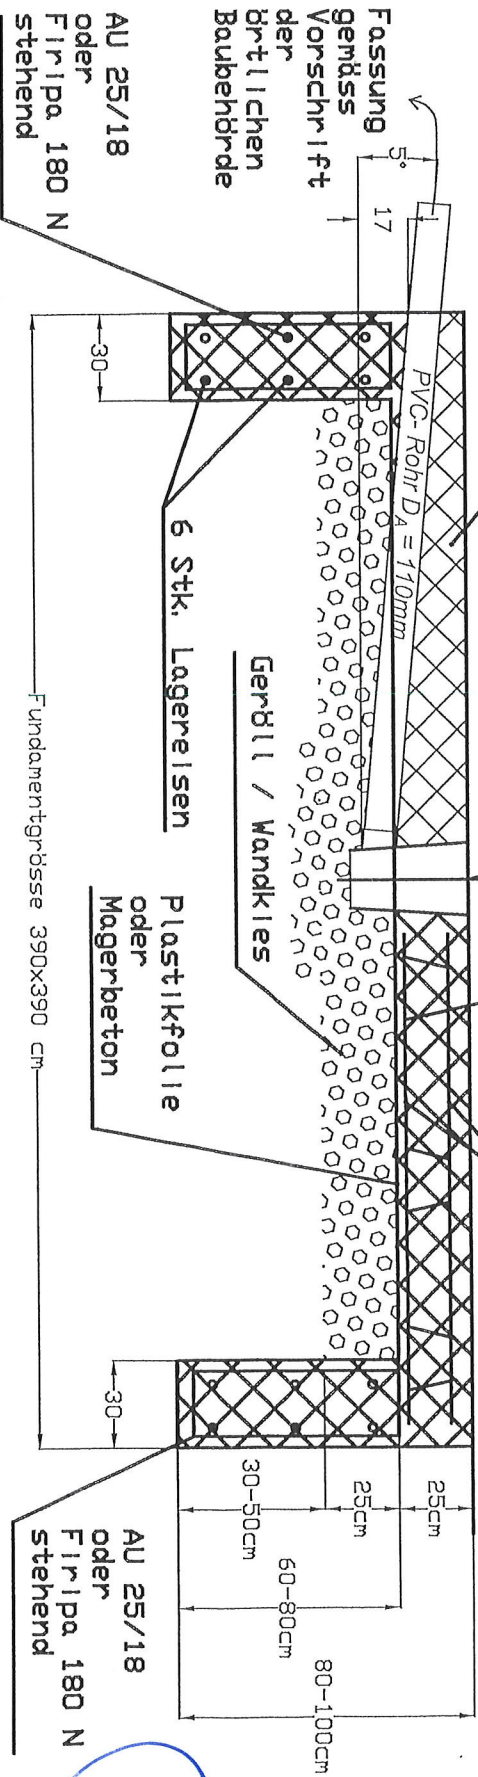 Fassung
gemäss
Vorschrift
der
örtlichen
Baubehörde
5°
17
PVC- Rohr D_A = 110mm
AU 25/18
oder
Firipa 180 N
stehend
30
6 Stk. Lagereisen
Geröll / Wandkies
Plastikfolie
oder
Magerbeton
Fundamentgrösse 390x390 cm
30
25cm
25cm
30-50cm
60-80cm
80-100cm
AU 25/18
oder
Firipa 180 N
stehend